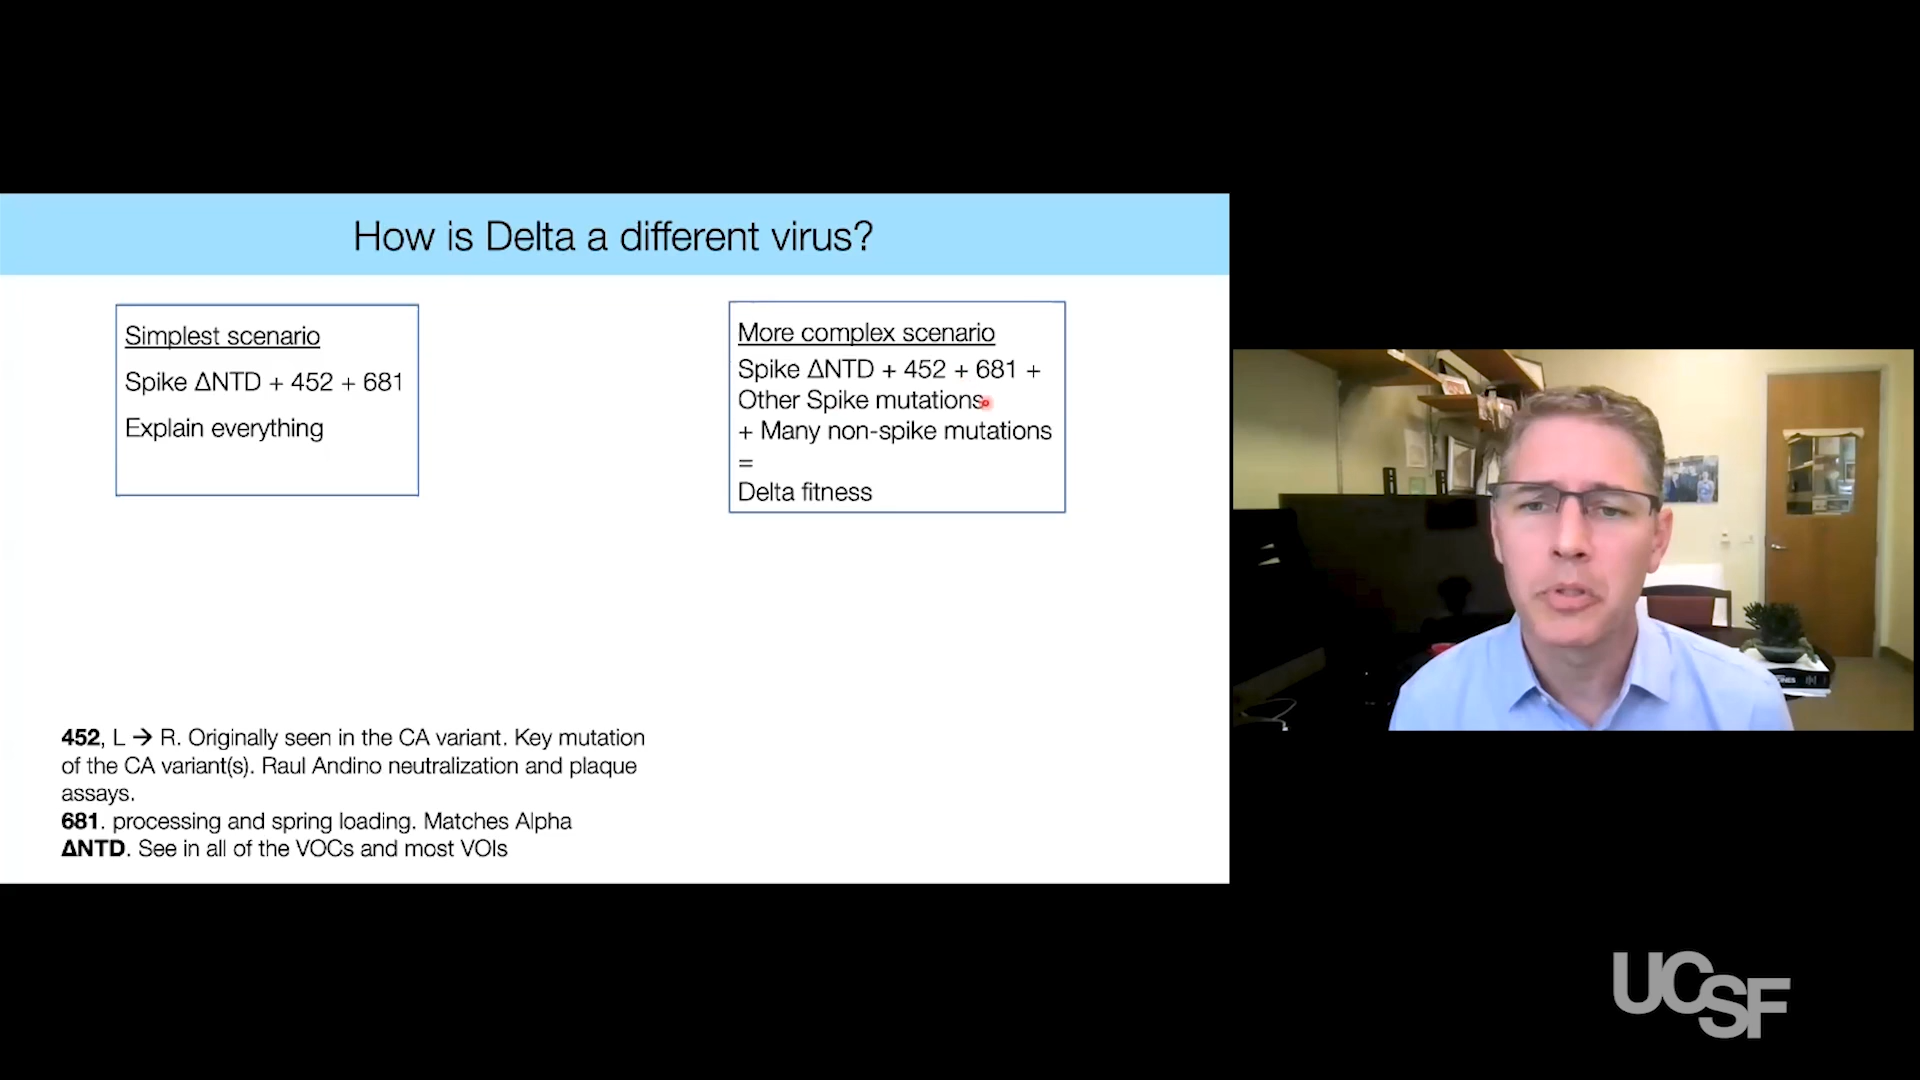 How is Delta a different virus?
Simplest scenario
Spike ΔNTD + 452 + 681
Explain everything
More complex scenario
Spike ΔNTD + 452 + 681 +
Other Spike mutations
+ Many non-spike mutations
=
Delta fitness
452, L → R. Originally seen in the CA variant. Key mutation
of the CA variant(s). Raul Andino neutralization and plaque
assays.
681. processing and spring loading. Matches Alpha
ΔNTD. See in all of the VOCs and most VOIs
UCSF